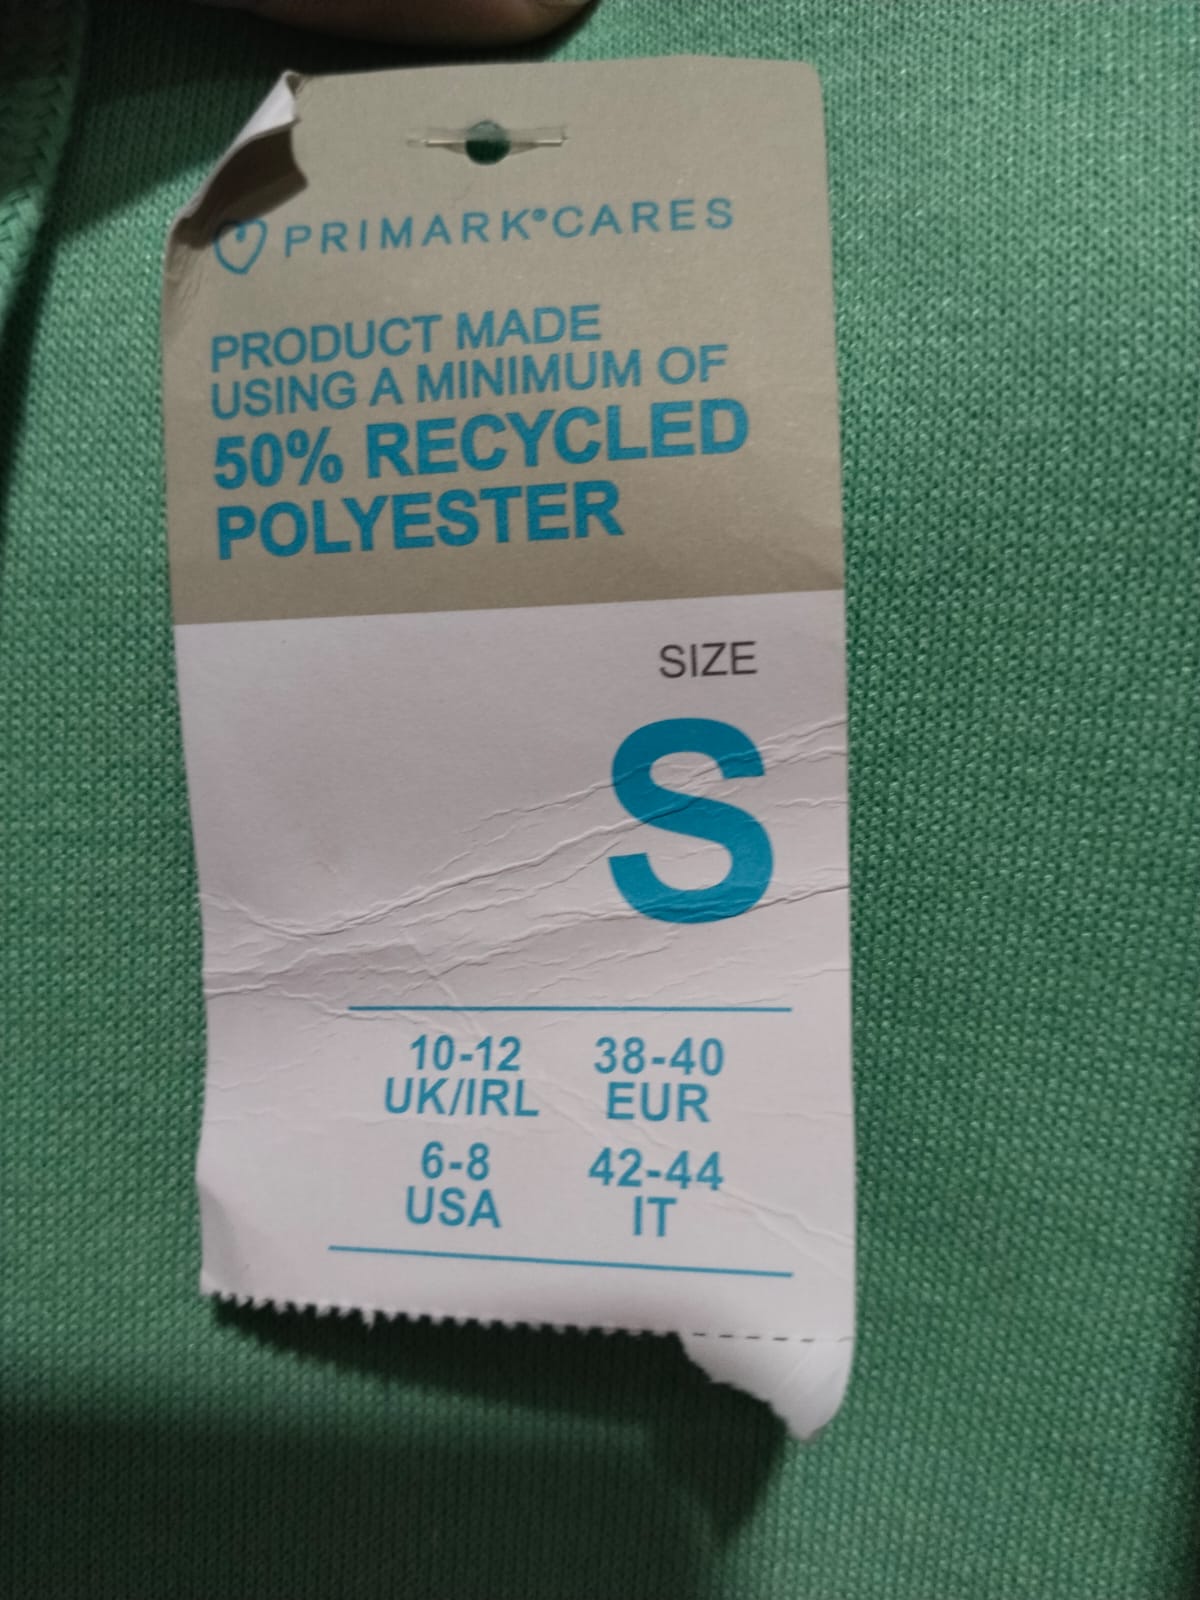 PRIMARK®CARES
PRODUCT MADE
USING A MINIMUM OF
50% RECYCLED
POLYESTER
SIZE
S
10-12 38-40
UK/IRL EUR
6-8 42-44
USA IT